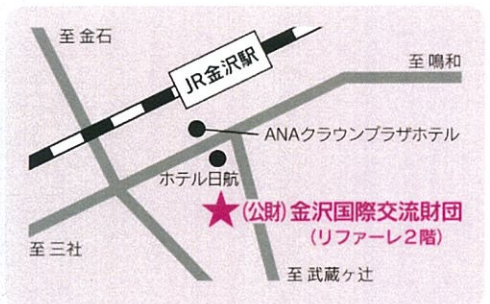 至 金石
JR金沢駅
至 鳴和
ANAクラウンプラザホテル
ホテル日航
★(公財)金沢国際交流財団
(リファーレ2階)
至 三社
至 武蔵ヶ辻